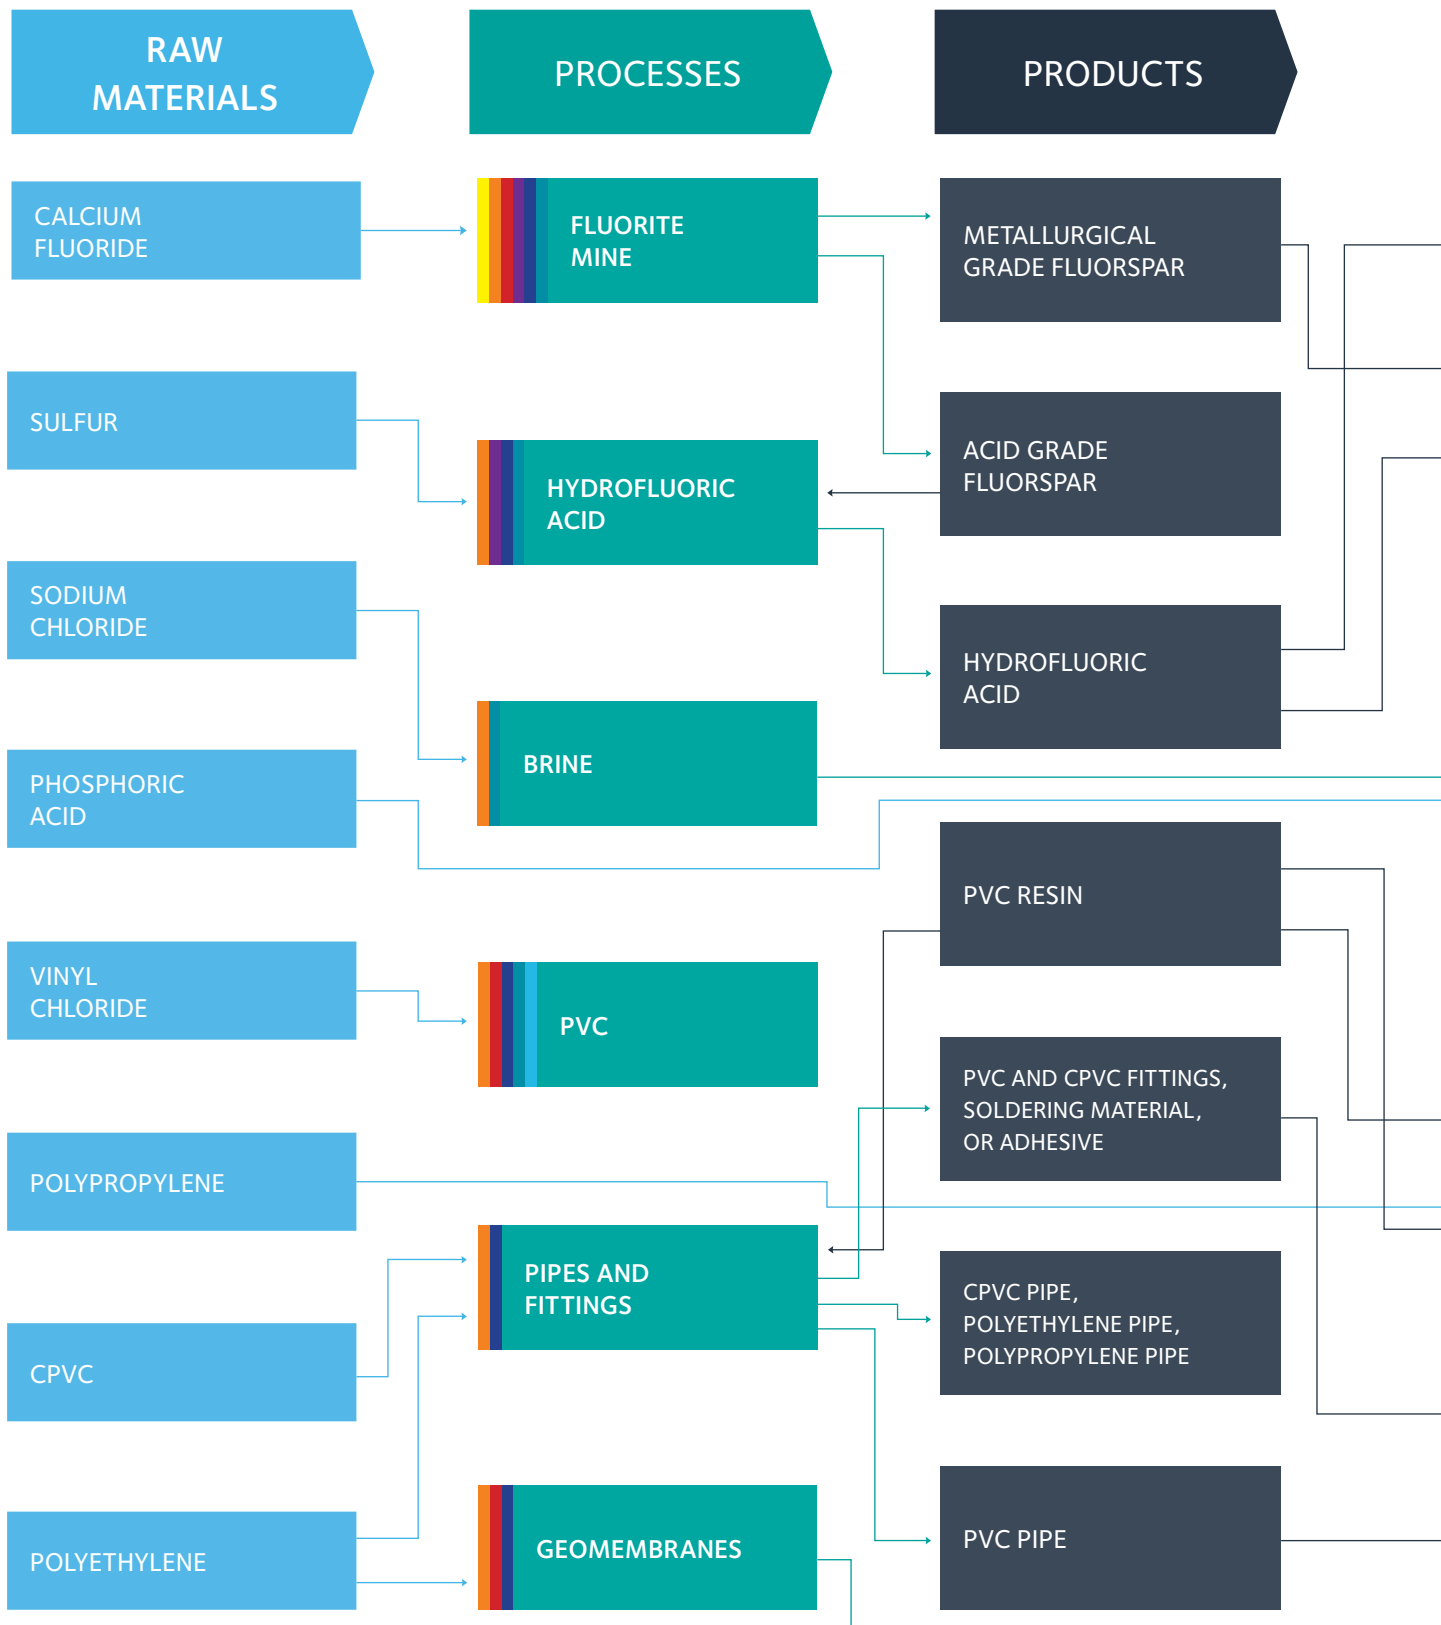 RAW
MATERIALS
PROCESSES
PRODUCTS
CALCIUM
FLUORIDE
SULFUR
SODIUM
CHLORIDE
PHOSPHORIC
ACID
VINYL
CHLORIDE
POLYPROPYLENE
CPVC
POLYETHYLENE
FLUORITE
MINE
HYDROFLUORIC
ACID
BRINE
PVC
PIPES AND
FITTINGS
GEOMEMBRANES
METALLURGICAL
GRADE FLUORSPAR
ACID GRADE
FLUORSPAR
HYDROFLUORIC
ACID
PVC RESIN
PVC AND CPVC FITTINGS,
SOLDERING MATERIAL,
OR ADHESIVE
CPVC PIPE,
POLYETHYLENE PIPE,
POLYPROPYLENE PIPE
PVC PIPE